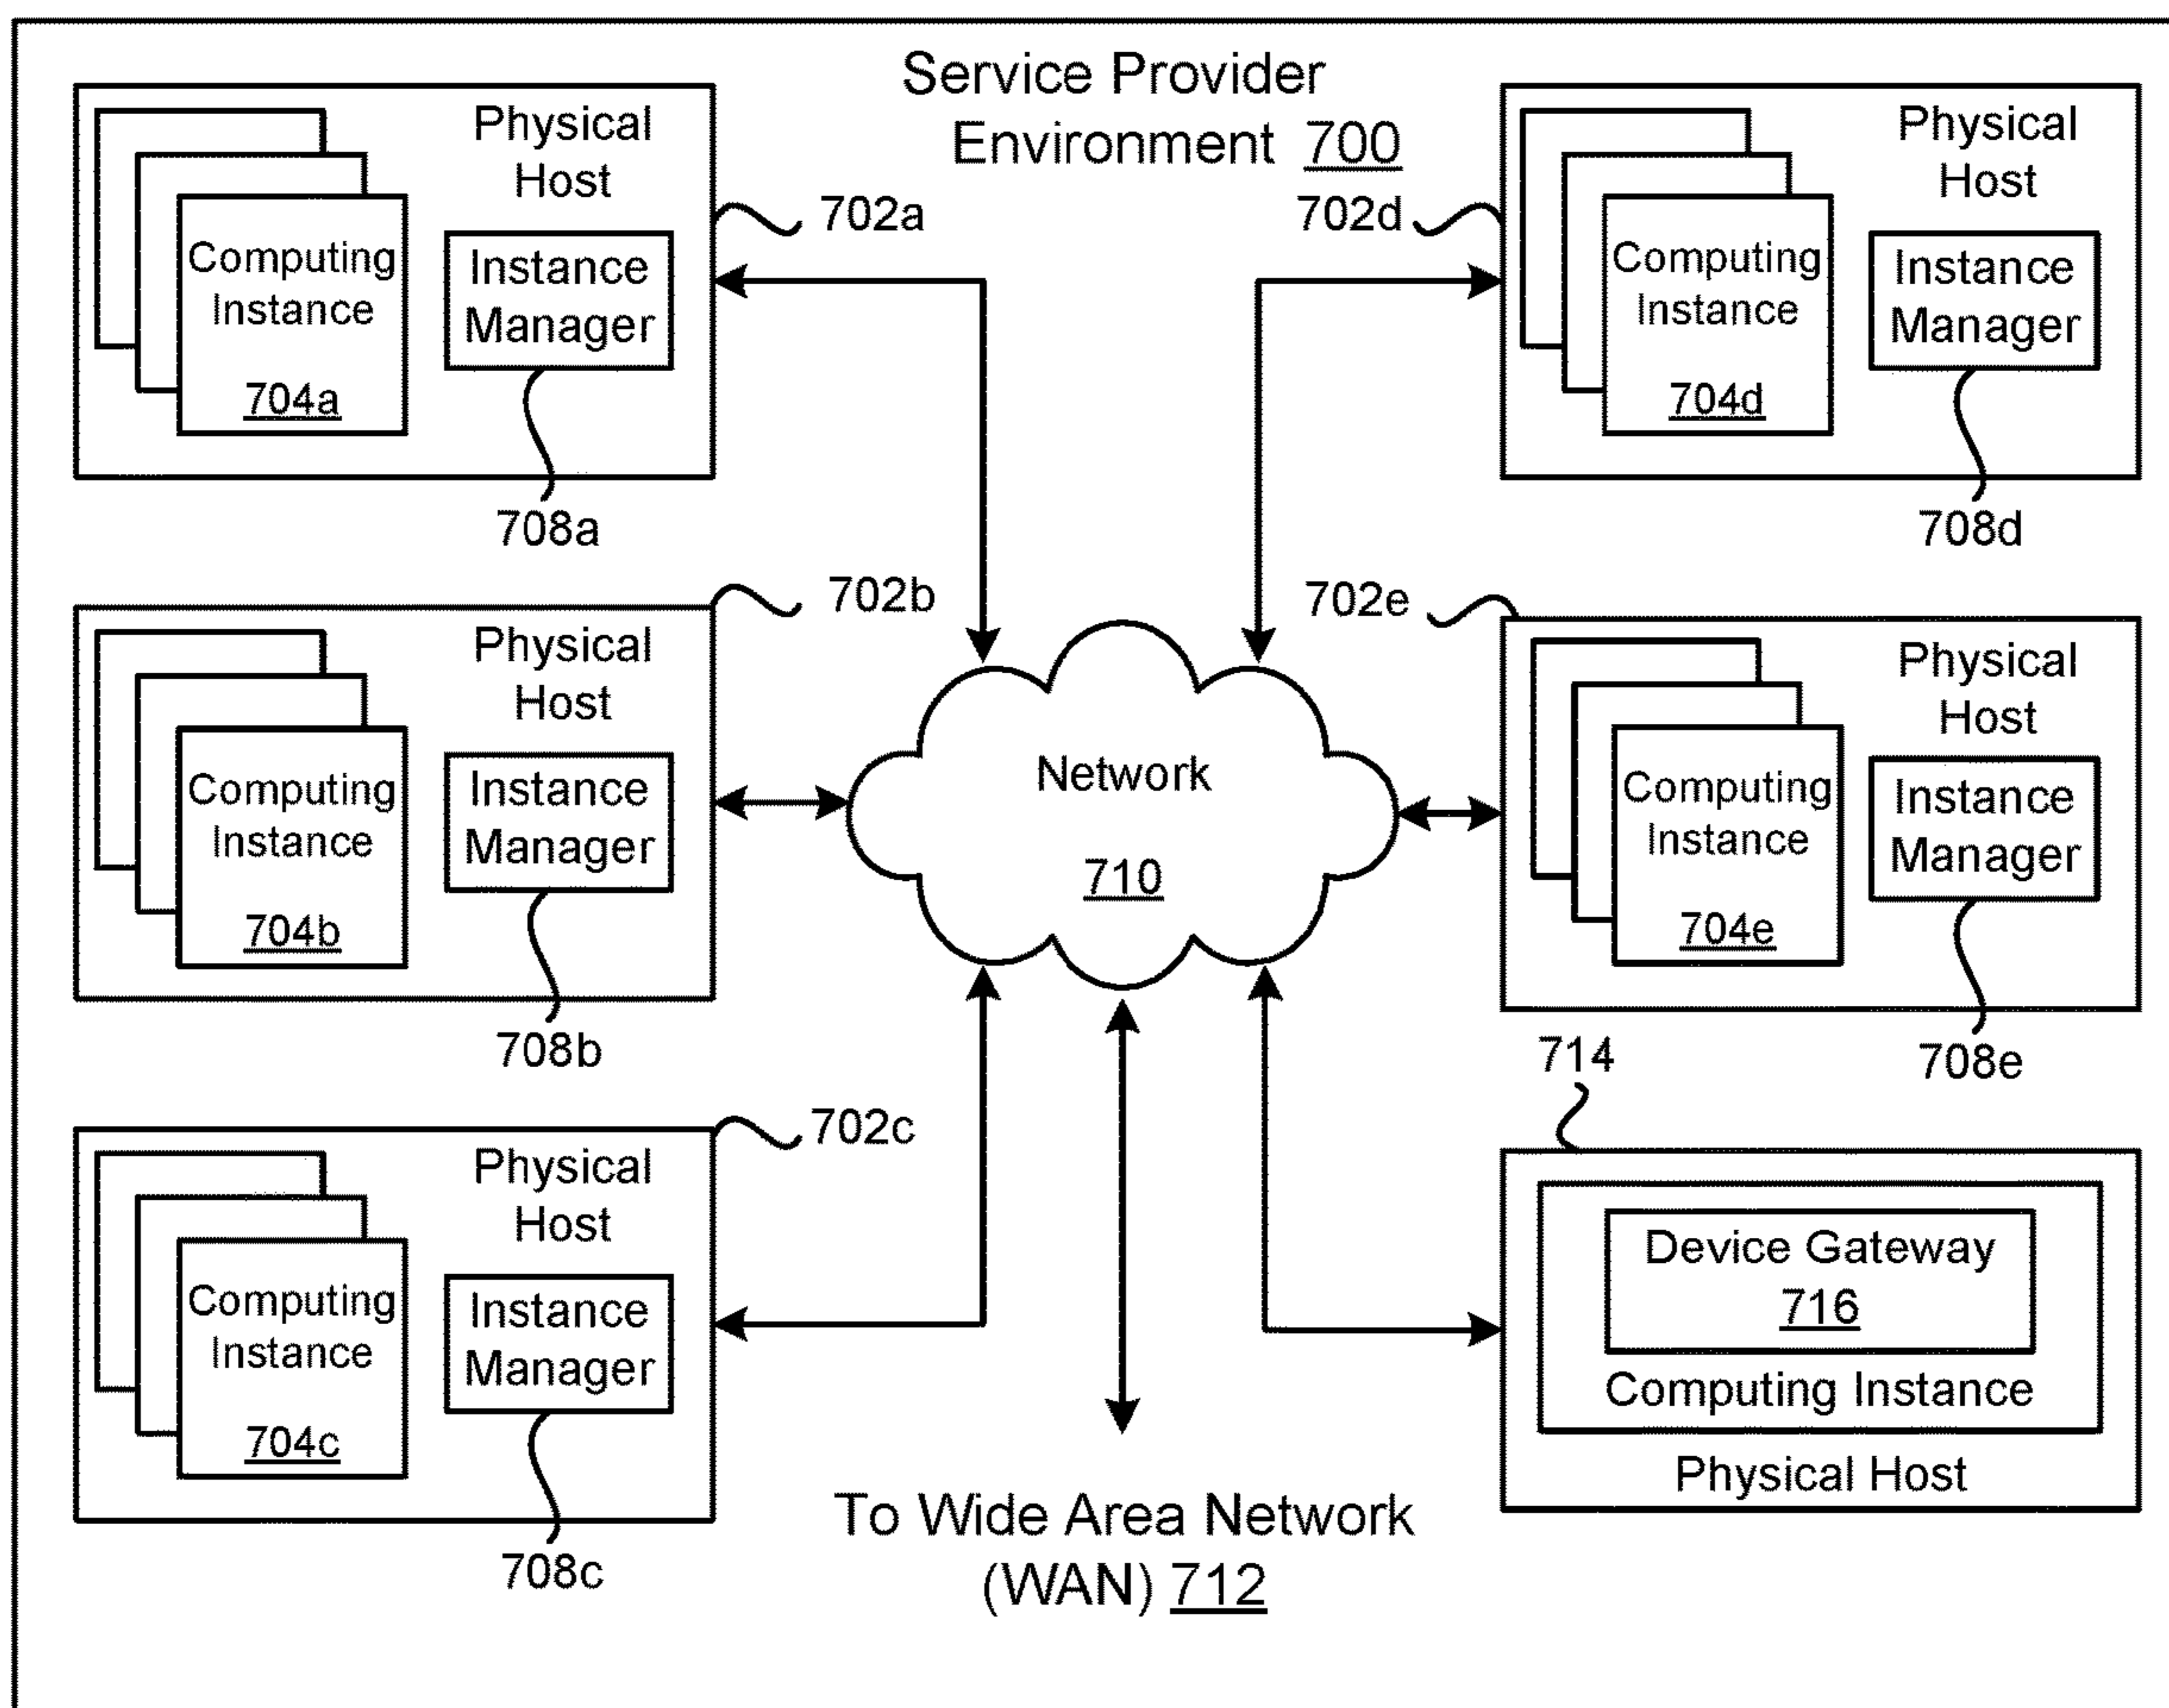 Service Provider
Environment 700
Physical
Host
702a
Computing
Instance
704a
Instance
Manager
708a
Physical
Host
702d
Computing
Instance
704d
Instance
Manager
708d
Physical
Host
702b
Computing
Instance
704b
Instance
Manager
708b
Network
710
Physical
Host
702e
Computing
Instance
704e
Instance
Manager
708e
Physical
Host
702c
Computing
Instance
704c
Instance
Manager
708c
714
Device Gateway
716
Computing Instance
Physical Host
To Wide Area Network
(WAN) 712